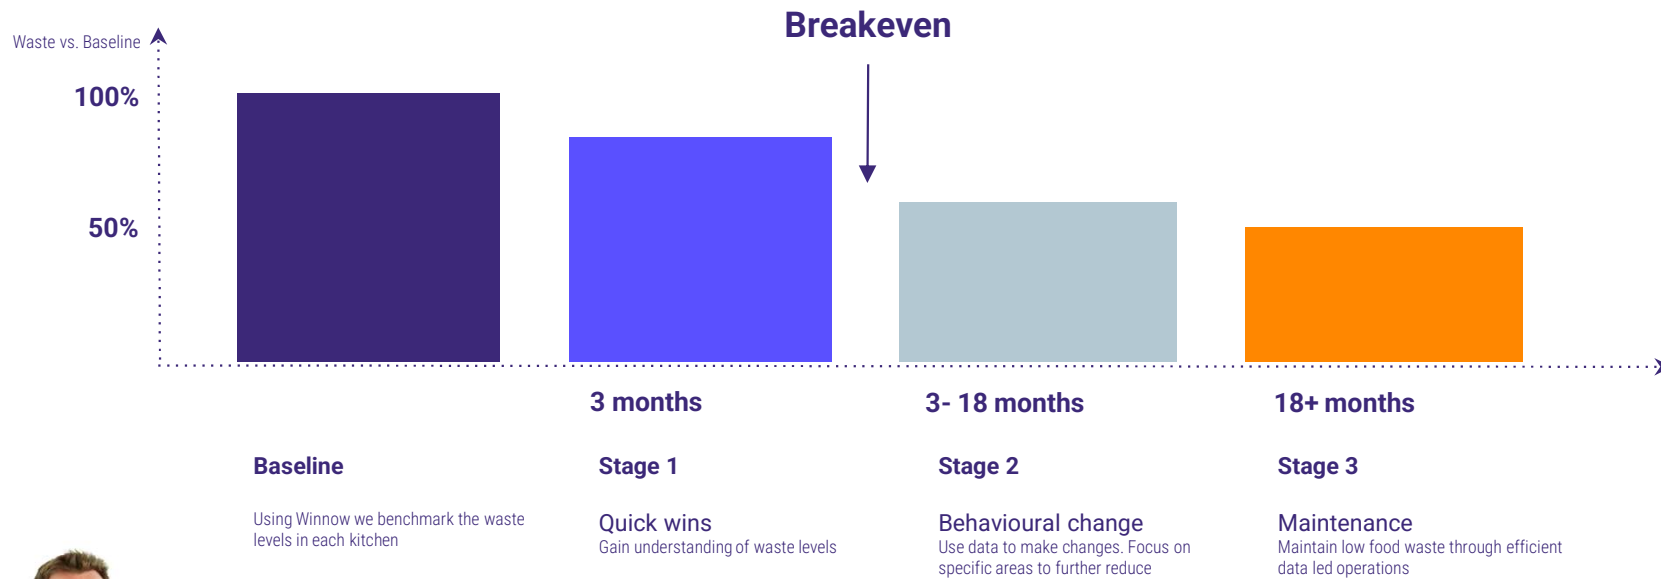 Breakeven
Waste vs. Baseline
100%
50%
3 months
3- 18 months
18+ months
Baseline
Using Winnow we benchmark the waste
levels in each kitchen
Stage 1
Quick wins
Gain understanding of waste levels
Stage 2
Behavioural change
Use data to make changes. Focus on
specific areas to further reduce
Stage 3
Maintenance
Maintain low food waste through efficient
data led operations